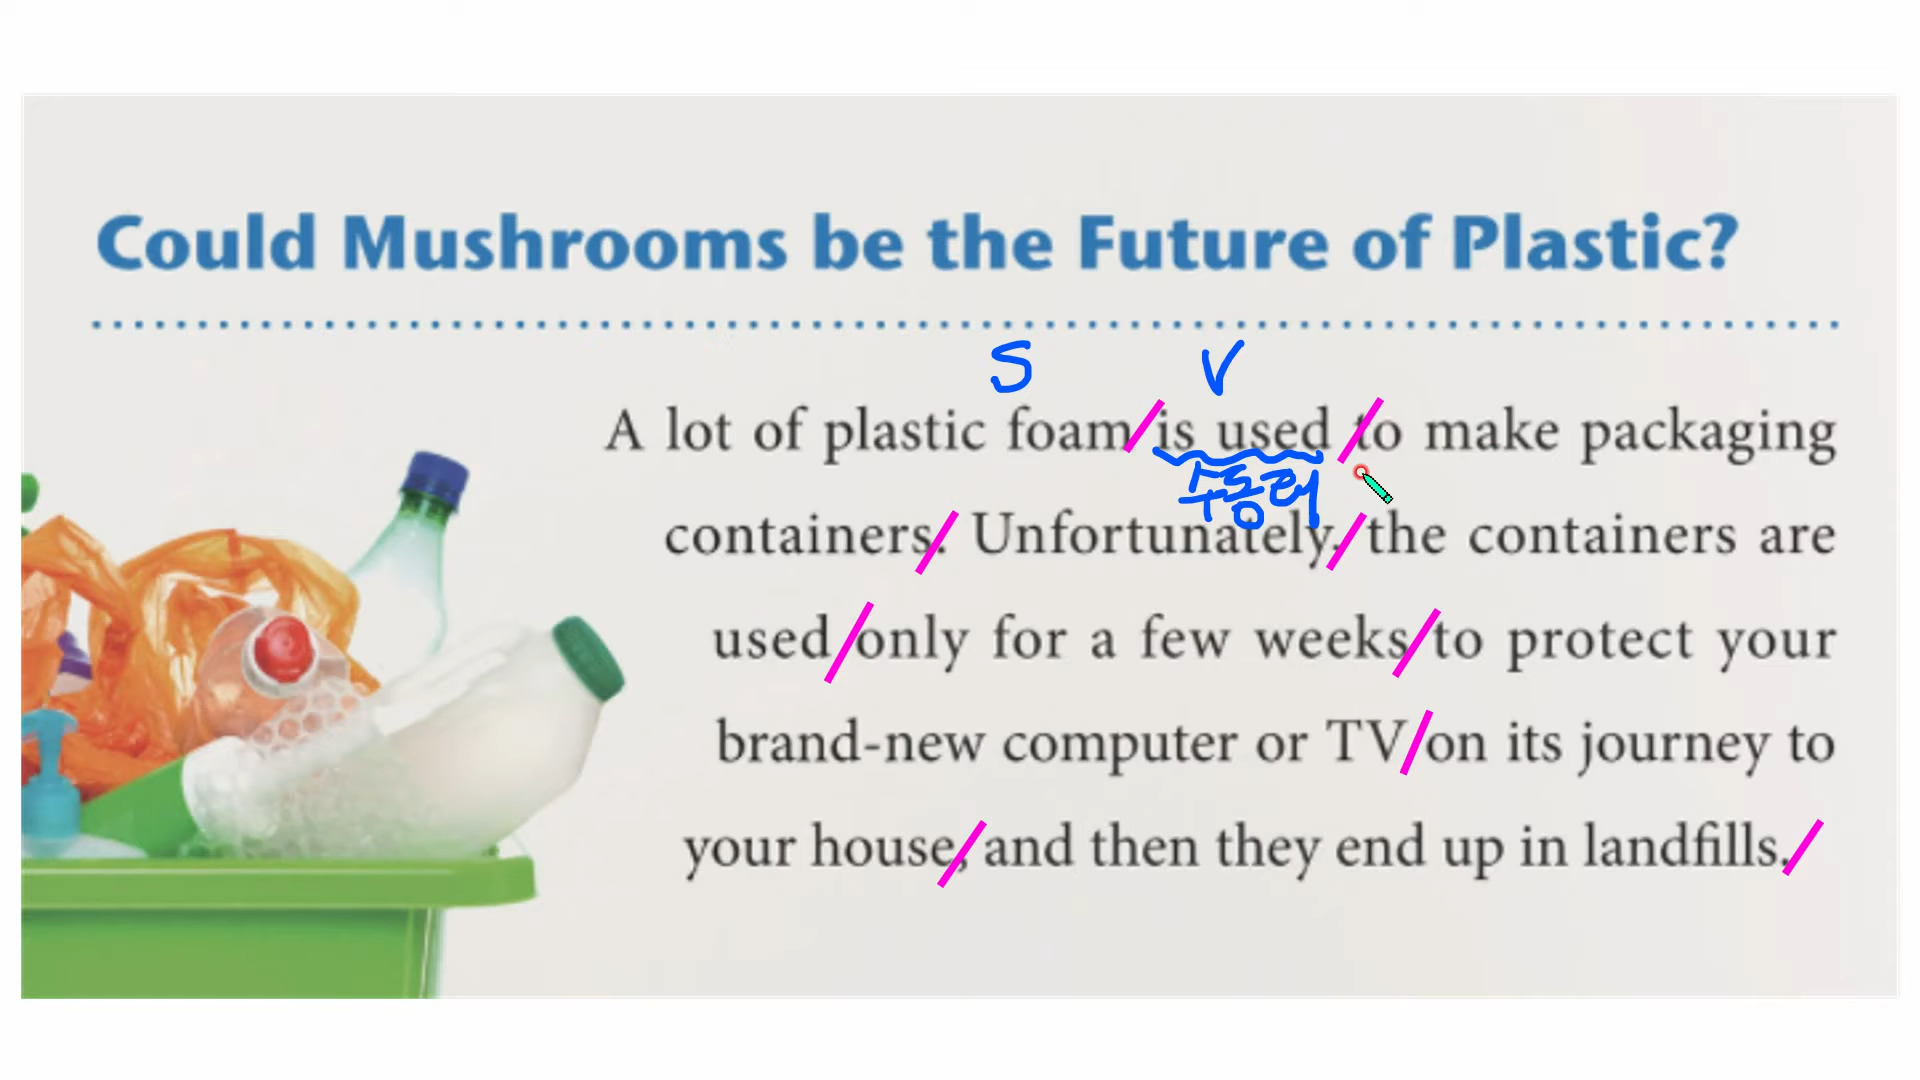 Could Mushrooms be the Future of Plastic?
S V
A lot of plastic foam is used to make packaging
수동태
containers. Unfortunately, the containers are
used only for a few weeks to protect your
brand-new computer or TV on its journey to
your house, and then they end up in landfills.